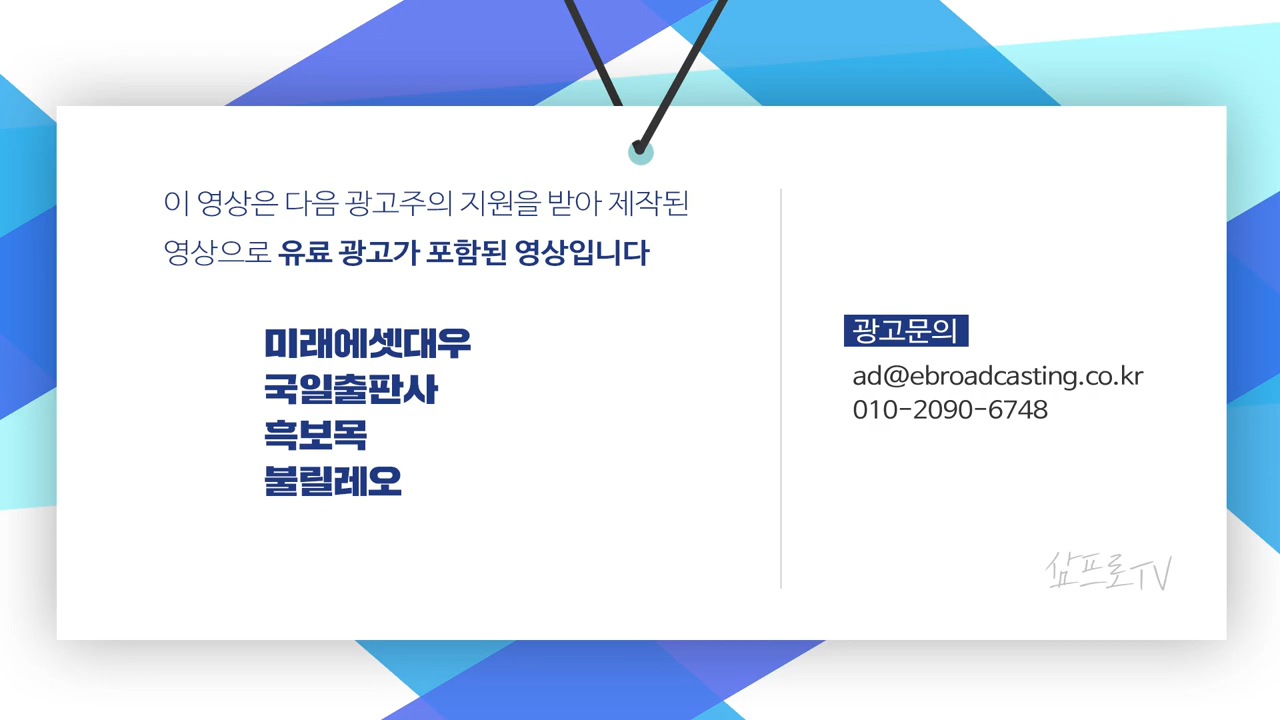 이 영상은 다음 광고주의 지원을 받아 제작된
영상으로 유료 광고가 포함된 영상입니다
미래에셋대우
국일출판사
흑보목
불릴레오
광고문의
ad@ebroadcasting.co.kr
010-2090-6748
삼프로TV